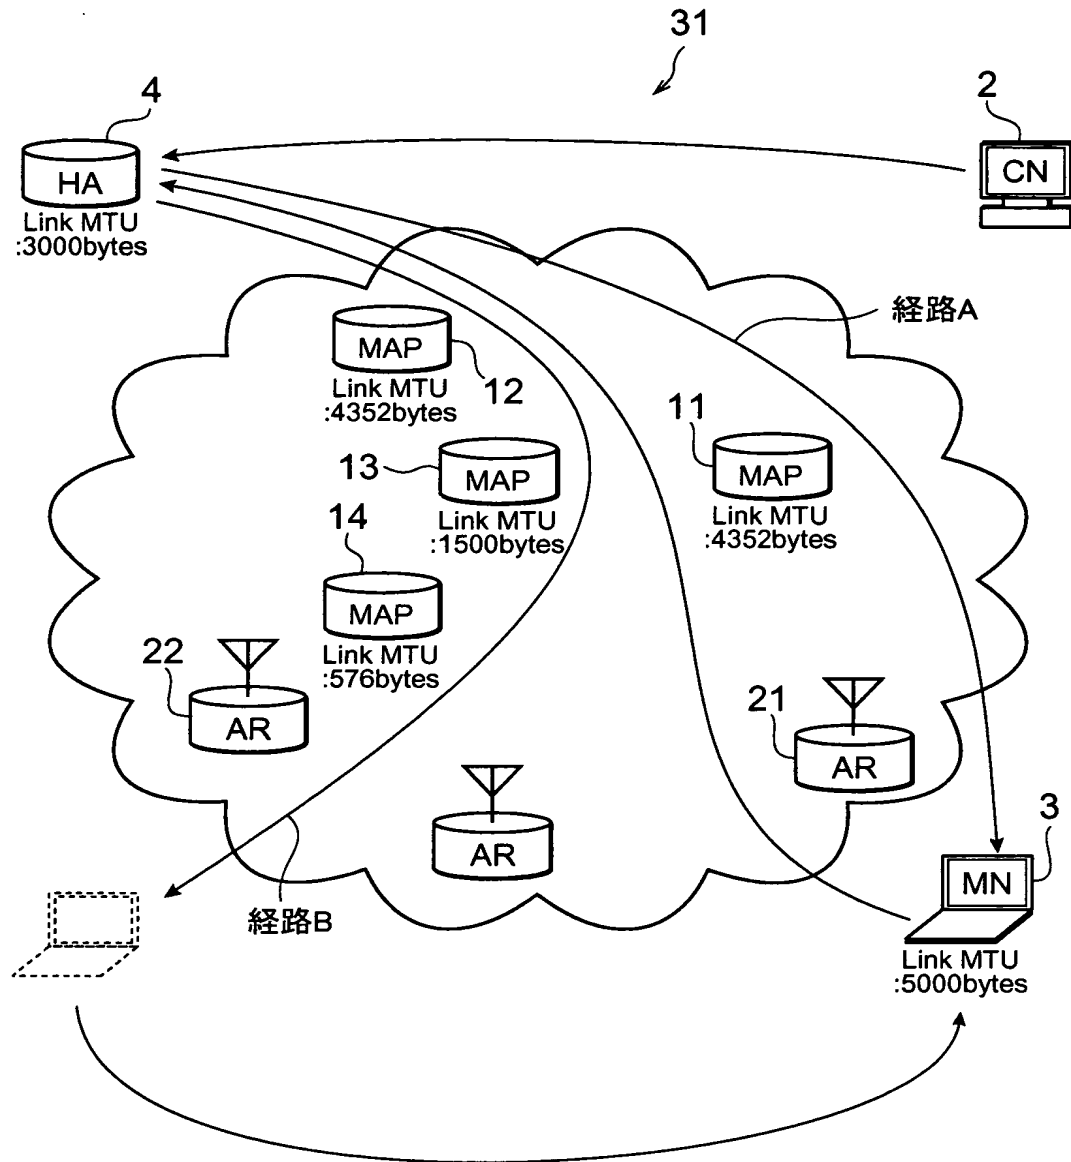 31
4
2
HA
CN
Link MTU
:3000bytes
経路A
MAP
12
Link MTU
:4352bytes
11
13
MAP
MAP
Link MTU
:1500bytes
Link MTU
:4352bytes
14
MAP
Link MTU
:576bytes
22
AR
21
AR
AR
3
MN
経路B
Link MTU
:5000bytes